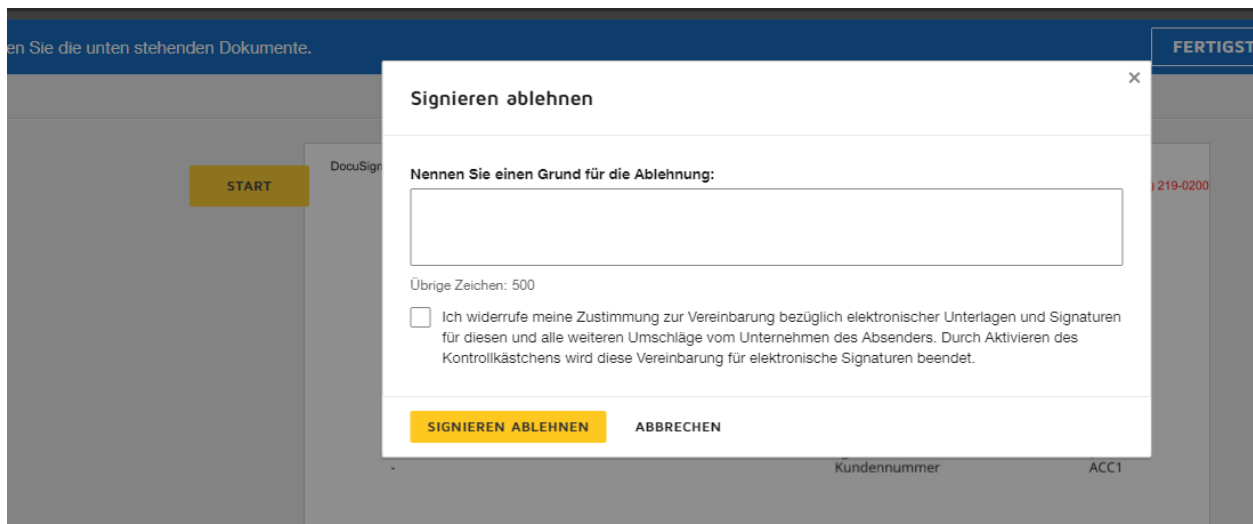 en Sie die unten stehenden Dokumente.
FERTIGST
×
Signieren ablehnen
START
DocuSign
) 219-0200
Nennen Sie einen Grund für die Ablehnung:
Übrige Zeichen: 500
Ich widerrufe meine Zustimmung zur Vereinbarung bezüglich elektronischer Unterlagen und Signaturen
für diesen und alle weiteren Umschläge vom Unternehmen des Absenders. Durch Aktivieren des
Kontrollkästchens wird diese Vereinbarung für elektronische Signaturen beendet.
SIGNIEREN ABLEHNEN
ABBRECHEN
-
Kundennummer
ACC1